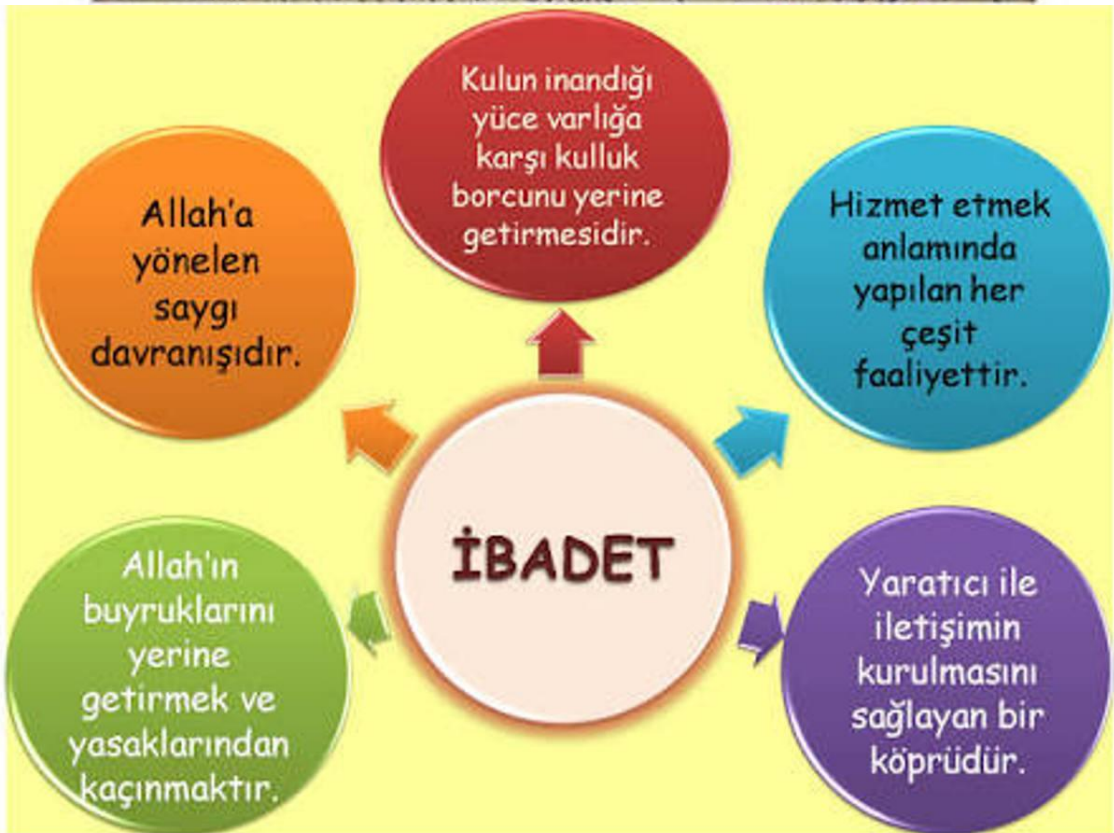 Kulun inandığı
yüce varlığa
karşı kulluk
borcunu yerine
getirmesidir.
Allah'a
yönelen
saygı
davranışıdır.
Hizmet etmek
anlamında
yapılan her
çeşit
faaliyettir.
İBADET
Allah'ın
buyruklarını
yerine
getirmek ve
yasaklarından
kaçınmaktır.
Yaratıcı ile
iletişimin
kurulmasını
sağlayan bir
köprüdür.